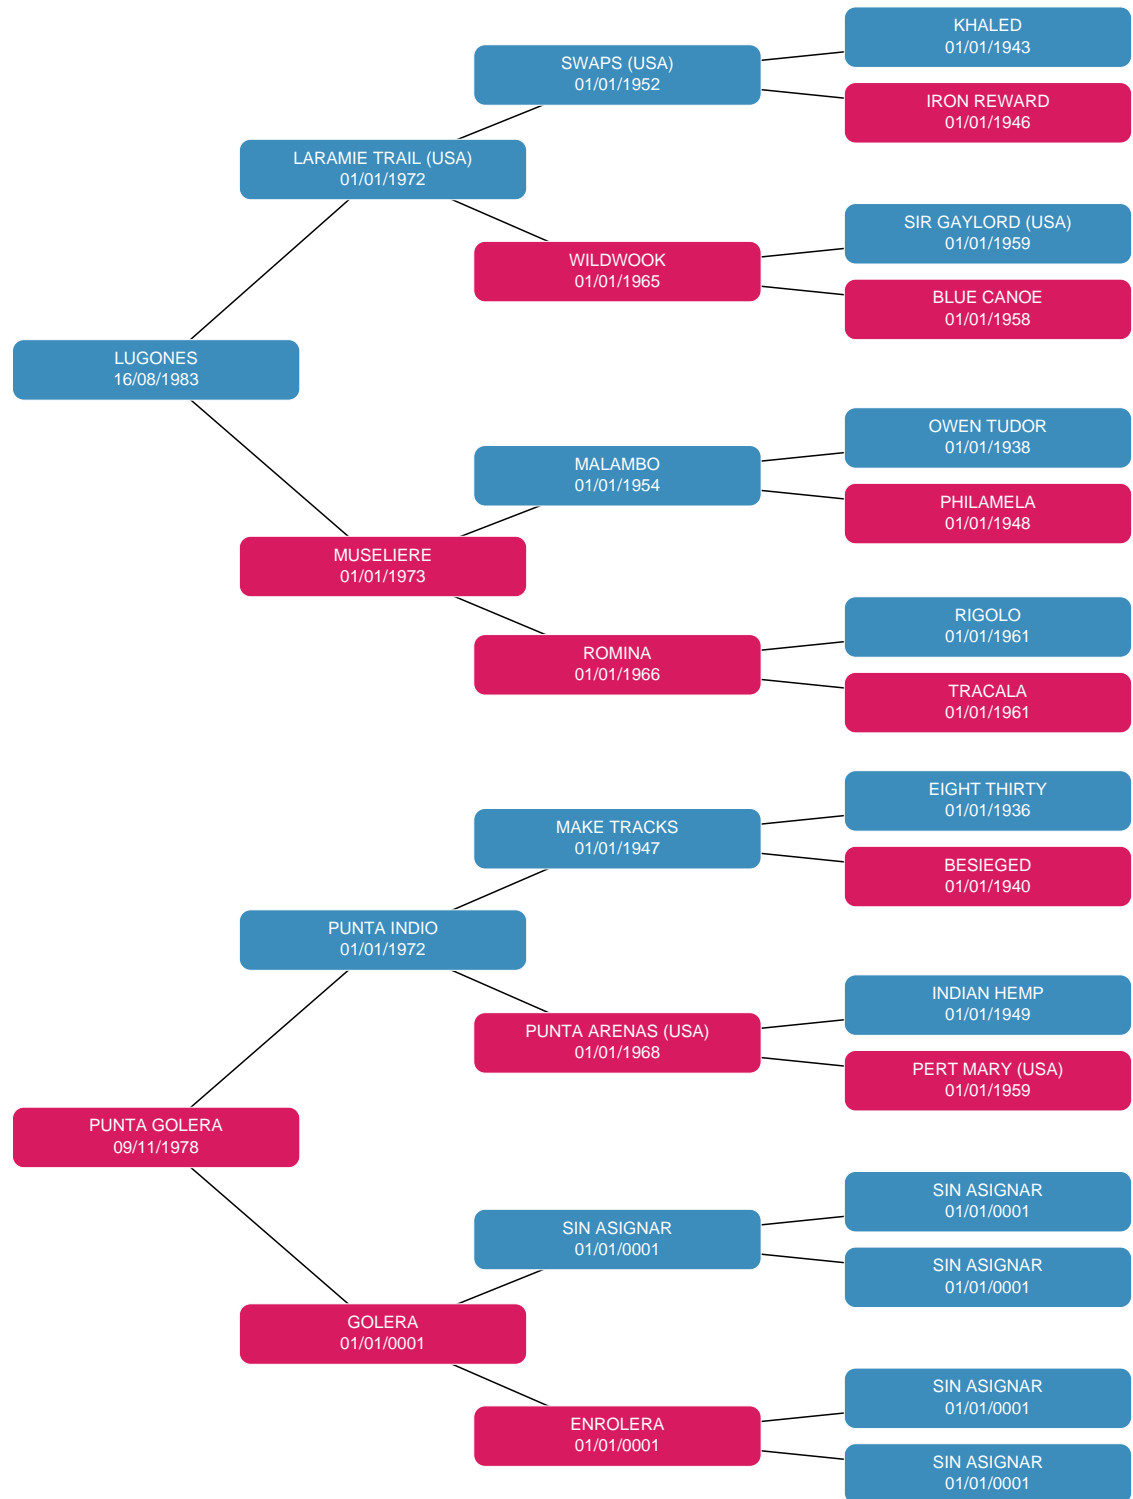 KHALED
01/01/1943
SWAPS (USA)
01/01/1952
IRON REWARD
01/01/1946
LARAMIE TRAIL (USA)
01/01/1972
SIR GAYLORD (USA)
01/01/1959
WILDWOOK
01/01/1965
BLUE CANOE
01/01/1958
LUGONES
16/08/1983
OWEN TUDOR
01/01/1938
MALAMBO
01/01/1954
PHILAMELA
01/01/1948
MUSELIERE
01/01/1973
RIGOLO
01/01/1961
ROMINA
01/01/1966
TRACALA
01/01/1961
EIGHT THIRTY
01/01/1936
MAKE TRACKS
01/01/1947
BESIEGED
01/01/1940
PUNTA INDIO
01/01/1972
INDIAN HEMP
01/01/1949
PUNTA ARENAS (USA)
01/01/1968
PERT MARY (USA)
01/01/1959
PUNTA GOLERA
09/11/1978
SIN ASIGNAR
01/01/0001
SIN ASIGNAR
01/01/0001
SIN ASIGNAR
01/01/0001
GOLERA
01/01/0001
SIN ASIGNAR
01/01/0001
ENROLERA
01/01/0001
SIN ASIGNAR
01/01/0001